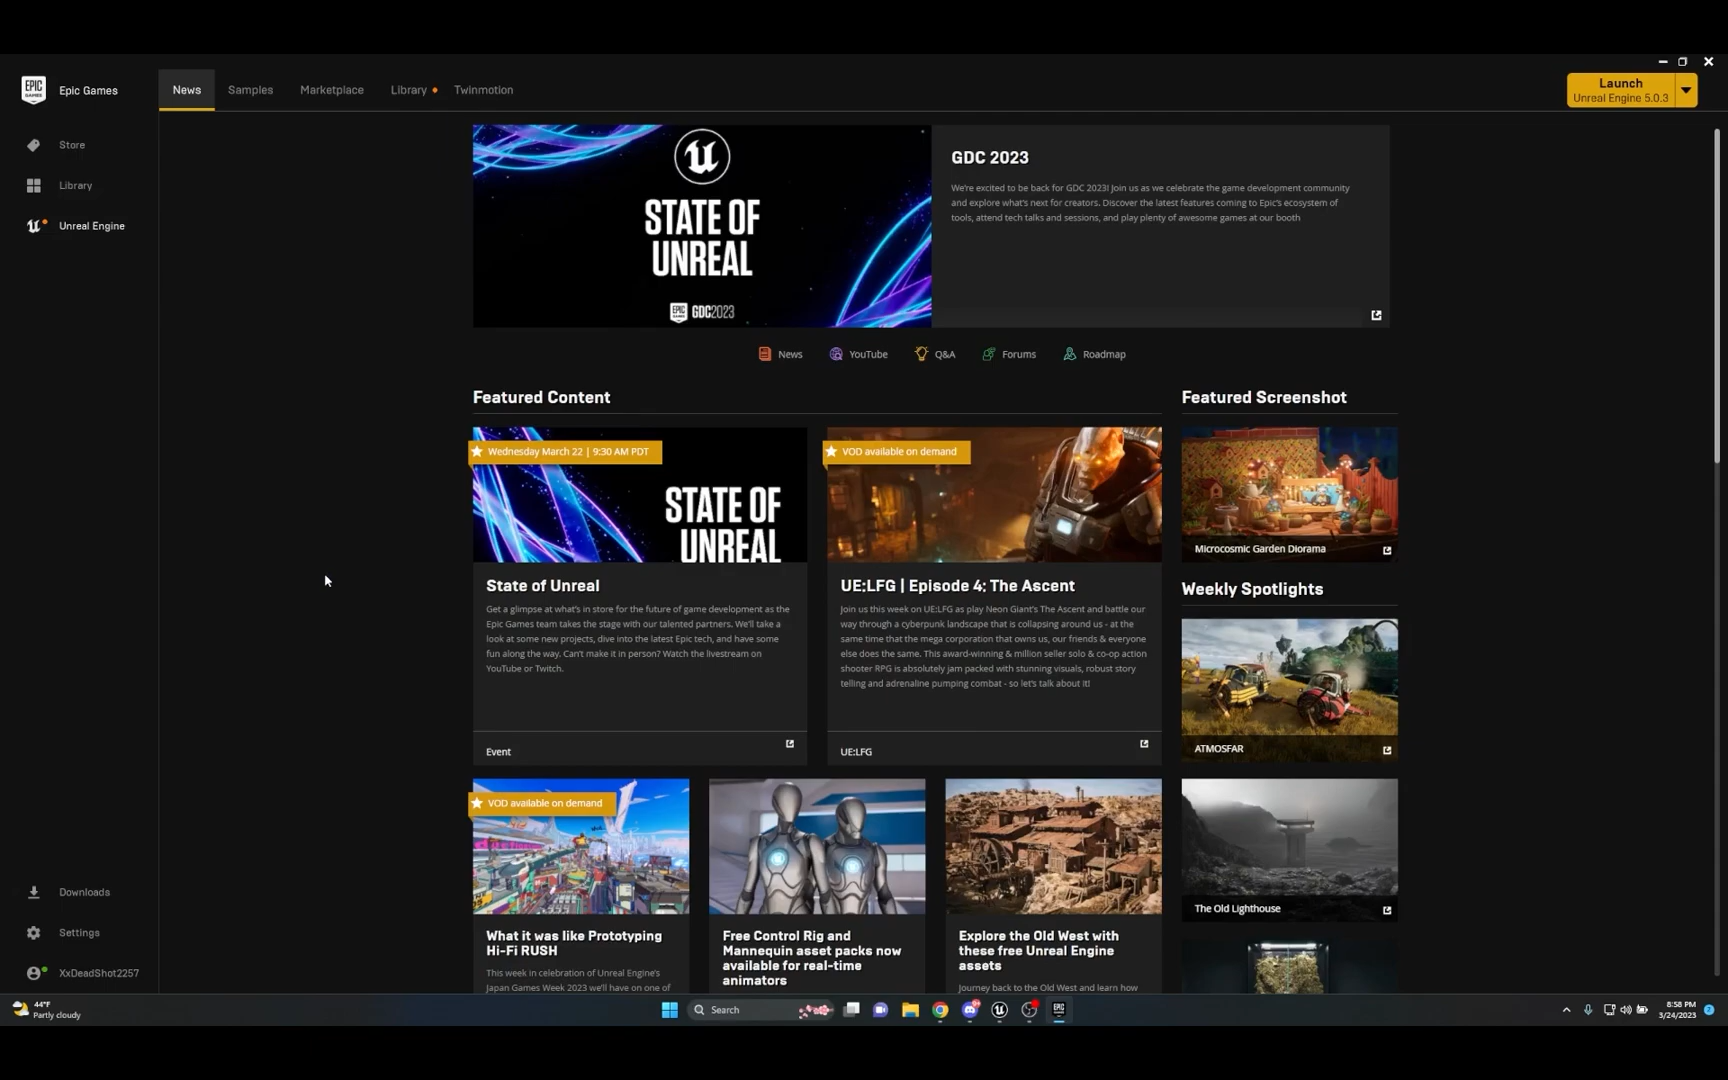 EPIC GAMES
Epic Games
News
Samples
Marketplace
Library
Twinmotion
Launch
Unreal Engine 5.0.3
Store
Library
Unreal Engine
STATE OF
UNREAL
EPIC GAMES GDC2023
GDC 2023
We're excited to be back for GDC 2023! Join us as we celebrate the game development community
and explore what's next for creators. Discover the latest features coming to Epic's ecosystem of
tools, attend tech talks and sessions, and play plenty of awesome games at our booth
News
YouTube
Q&A
Forums
Roadmap
Featured Content
Wednesday March 22 | 9:30 AM PDT
STATE OF
UNREAL
State of Unreal
Get a glimpse at what's in store for the future of game development as the
Epic Games team takes the stage with our talented partners. We'll take a
look at some new projects, dive into the latest Epic tech, and have some
fun along the way. Can't make it in person? Watch the livestream on
YouTube or Twitch.
Event
VOD available on demand
UE:LFG | Episode 4: The Ascent
Join us this week on UE:LFG as play Neon Giant's The Ascent and battle our
way through a cyberpunk landscape that is collapsing around us - at the
same time that the mega corporation that owns us, our friends & everyone
else does the same. This award-winning & million seller solo & co-op action
shooter RPG is absolutely jam packed with stunning visuals, robust story
telling and adrenaline pumping combat - so let's talk about it!
UE:LFG
Featured Screenshot
Microcosmic Garden Diorama
Weekly Spotlights
ATMOSFAR
The Old Lighthouse
VOD available on demand
What it was like Prototyping
Hi-Fi RUSH
This week in celebration of Unreal Engine's
Japan Games Week 2023 we'll have on one of
Free Control Rig and
Mannequin asset packs now
available for real-time
animators
Explore the Old West with
these free Unreal Engine
assets
Journey back to the Old West and learn how
Downloads
Settings
XxDeadShot2257
44°F
Partly cloudy
Search
EPIC
8:58 PM
3/24/2023